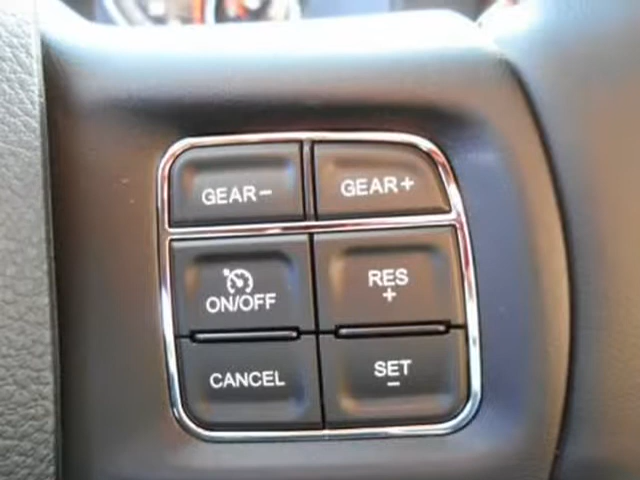 GEAR- GEAR+
ON/OFF RES
+
CANCEL SET
-